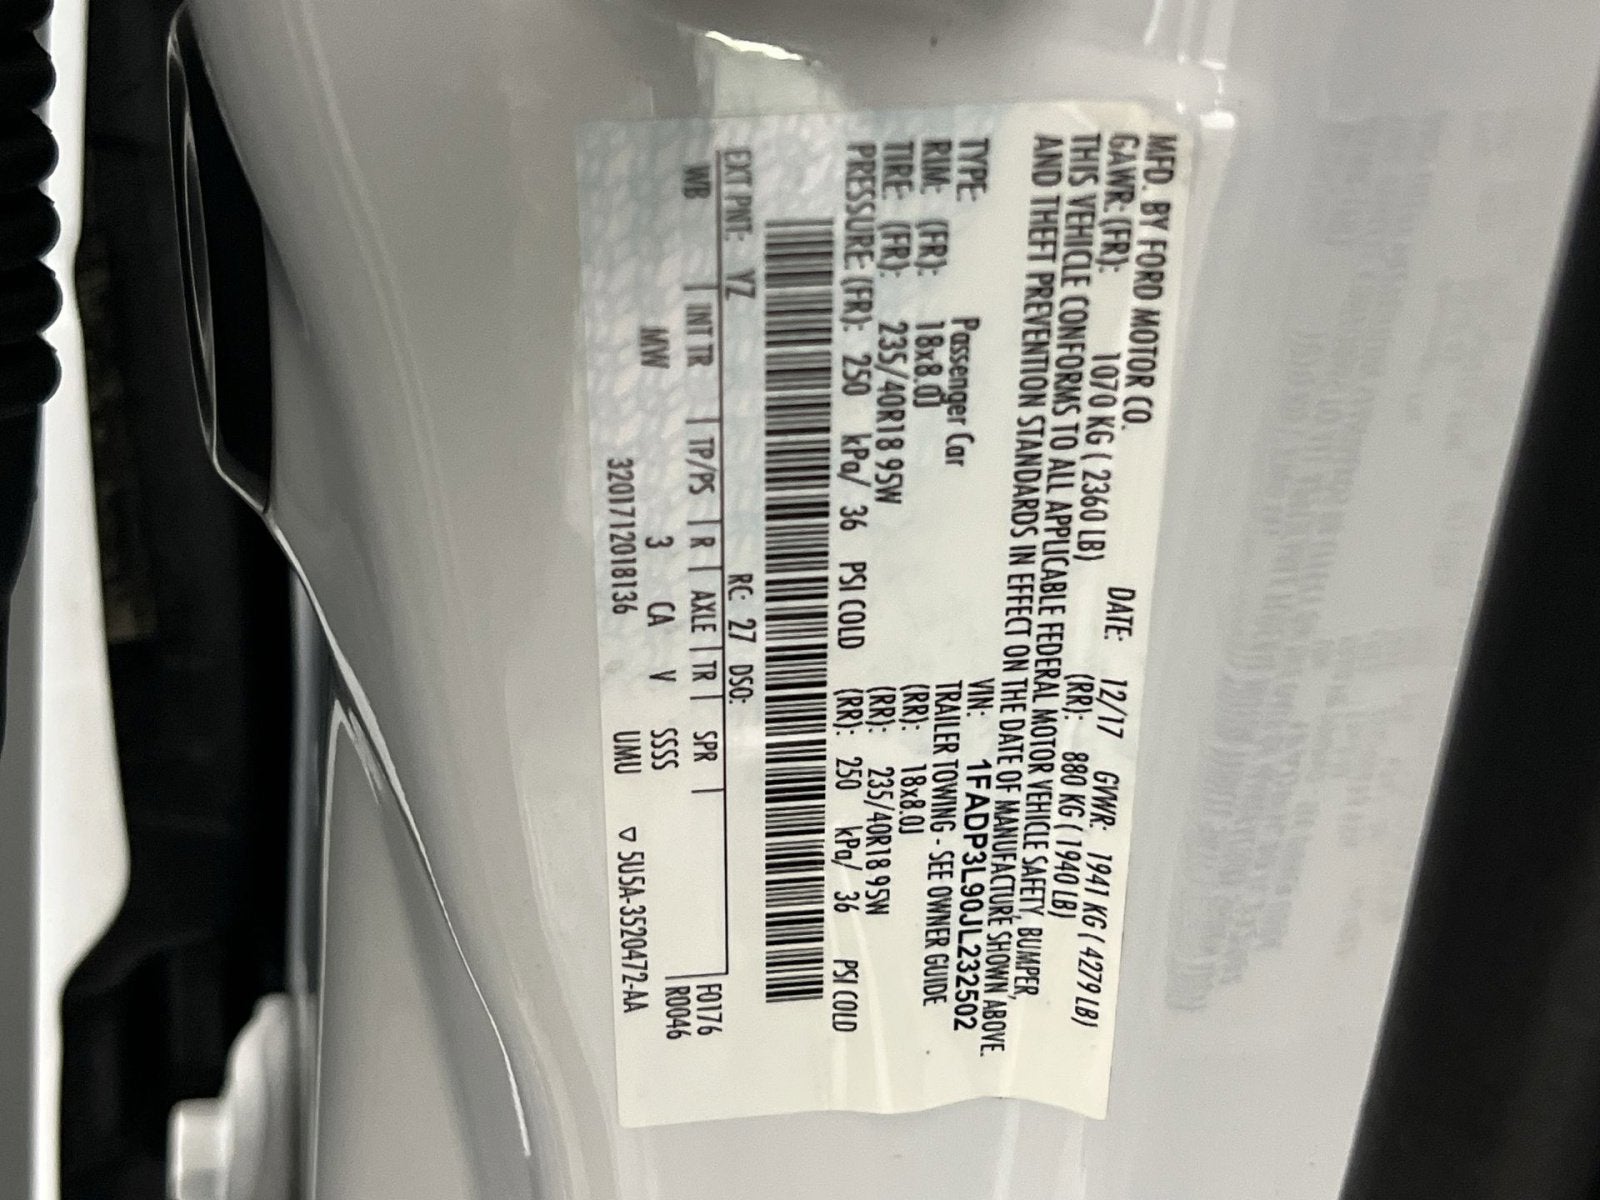 MFD. BY FORD MOTOR CO.
DATE: 12/17 GVWR: 1941 KG ( 4279 LB)
GAWR: (FR): 1070 KG ( 2360 LB) (RR): 880 KG ( 1940 LB)
THIS VEHICLE CONFORMS TO ALL APPLICABLE FEDERAL MOTOR VEHICLE SAFETY, BUMPER,
AND THEFT PREVENTION STANDARDS IN EFFECT ON THE DATE OF MANUFACTURE SHOWN ABOVE.
VIN: 1FADP3L90JL232502
TYPE: Passenger Car TRAILER TOWING - SEE OWNER GUIDE
RIM: (FR): 18x8.0J (RR): 18x8.0J
TIRE: (FR): 235/40R18 95W (RR): 235/40R18 95W
PRESSURE: (FR): 250 kPa/ 36 PSI COLD (RR): 250 kPa/ 36 PSI COLD
EXT PNT: YZ RC: 27 DSO:
WB | INT TR | TP/PS | R | AXLE | TR | SPR | F0176
MW 3 CA V SSSS R0046
3201712018136 UMU ▽ 5U5A-3520472-AA